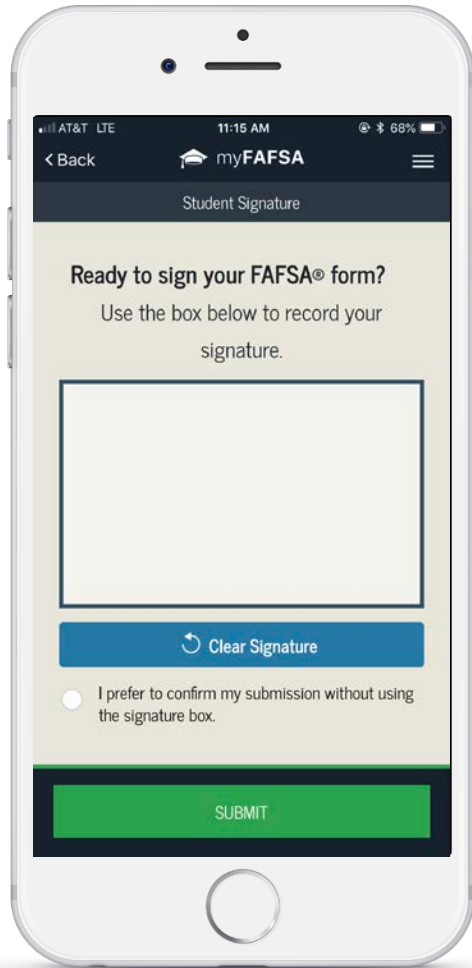 AT&T LTE 11:15 AM 68%
< Back myFAFSA
Student Signature
Ready to sign your FAFSA® form?
Use the box below to record your
signature.
Clear Signature
I prefer to confirm my submission without using
the signature box.
SUBMIT